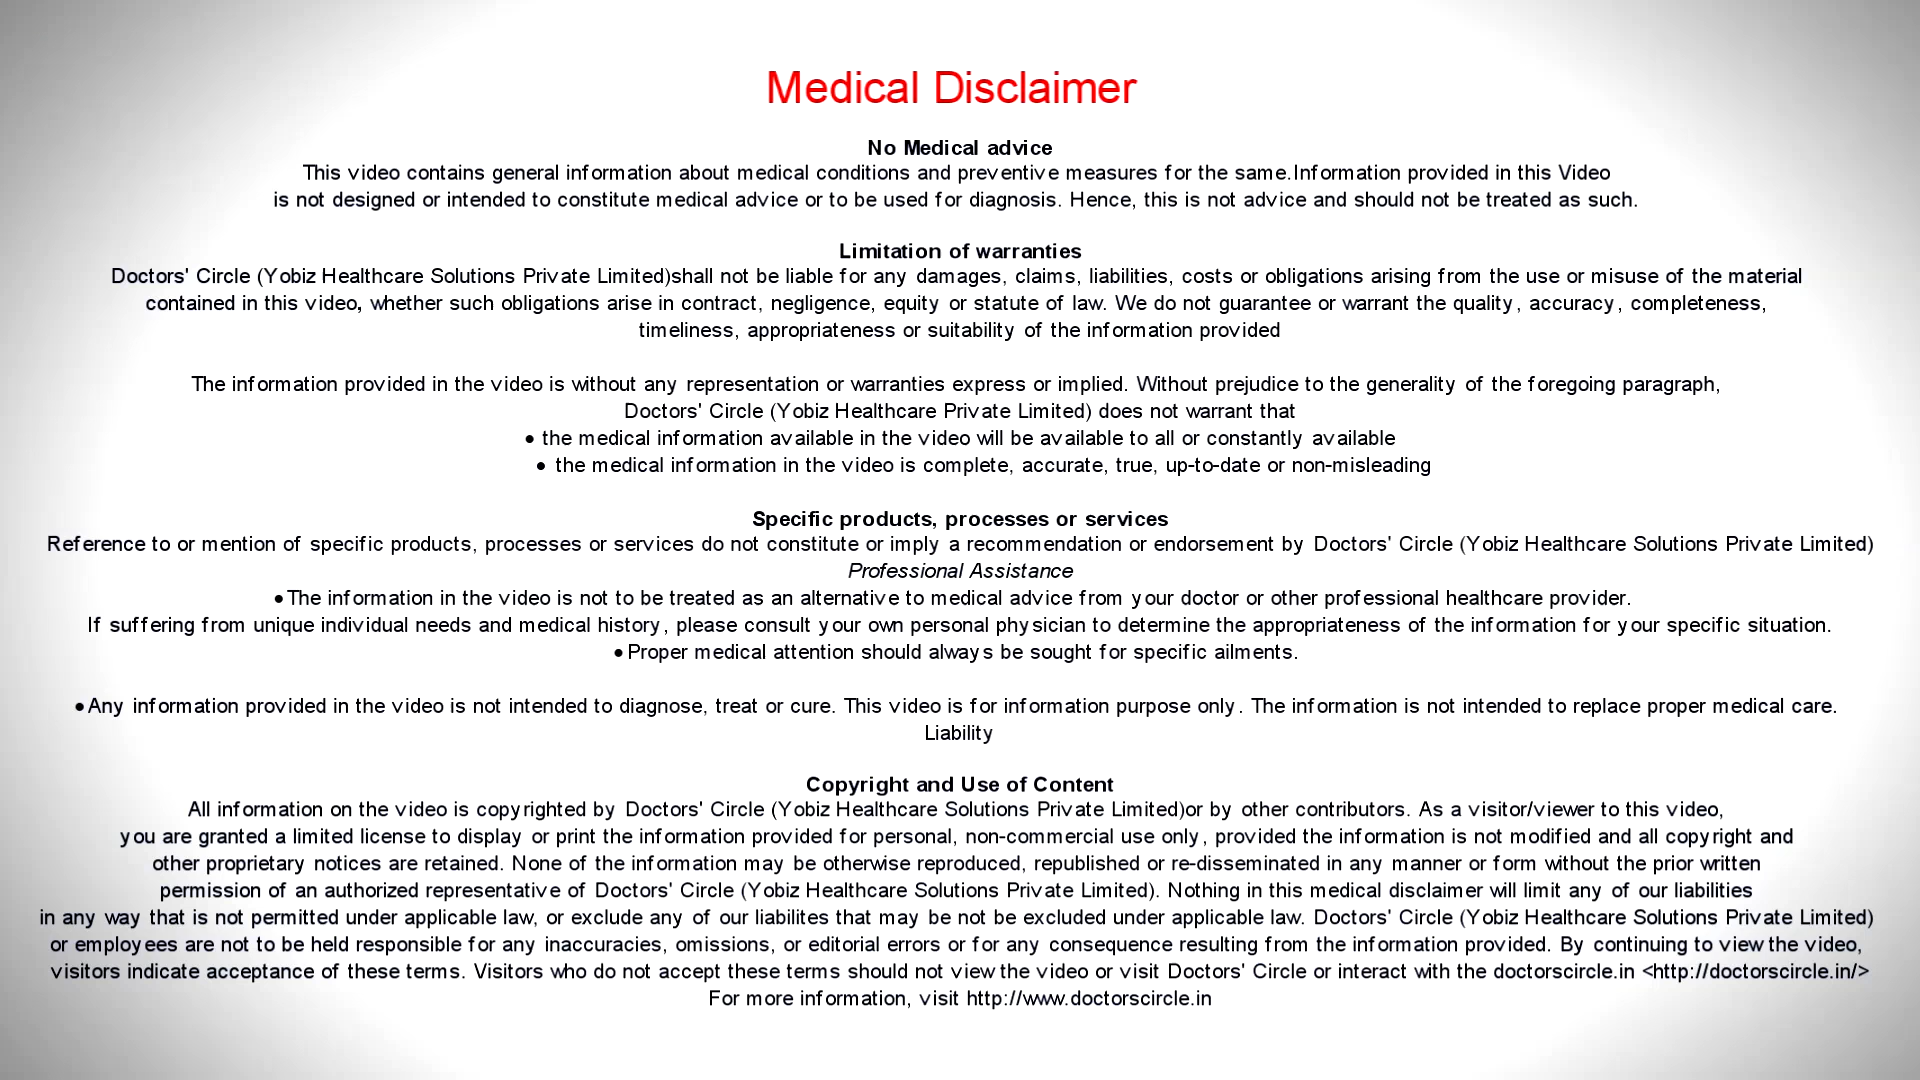 Medical Disclaimer
No Medical advice
This video contains general information about medical conditions and preventive measures for the same.Information provided in this Video
is not designed or intended to constitute medical advice or to be used for diagnosis. Hence, this is not advice and should not be treated as such.
Limitation of warranties
Doctors' Circle (Yobiz Healthcare Solutions Private Limited)shall not be liable for any damages, claims, liabilities, costs or obligations arising from the use or misuse of the material
contained in this video, whether such obligations arise in contract, negligence, equity or statute of law. We do not guarantee or warrant the quality, accuracy, completeness,
timeliness, appropriateness or suitability of the information provided
The information provided in the video is without any representation or warranties express or implied. Without prejudice to the generality of the foregoing paragraph,
Doctors' Circle (Yobiz Healthcare Private Limited) does not warrant that
• the medical information available in the video will be available to all or constantly available
• the medical information in the video is complete, accurate, true, up-to-date or non-misleading
Specific products, processes or services
Reference to or mention of specific products, processes or services do not constitute or imply a recommendation or endorsement by Doctors' Circle (Yobiz Healthcare Solutions Private Limited)
Professional Assistance
•The information in the video is not to be treated as an alternative to medical advice from your doctor or other professional healthcare provider.
If suffering from unique individual needs and medical history, please consult your own personal physician to determine the appropriateness of the information for your specific situation.
•Proper medical attention should always be sought for specific ailments.
•Any information provided in the video is not intended to diagnose, treat or cure. This video is for information purpose only. The information is not intended to replace proper medical care.
Liability
Copyright and Use of Content
All information on the video is copyrighted by Doctors' Circle (Yobiz Healthcare Solutions Private Limited)or by other contributors. As a visitor/viewer to this video,
you are granted a limited license to display or print the information provided for personal, non-commercial use only, provided the information is not modified and all copyright and
other proprietary notices are retained. None of the information may be otherwise reproduced, republished or re-disseminated in any manner or form without the prior written
permission of an authorized representative of Doctors' Circle (Yobiz Healthcare Solutions Private Limited). Nothing in this medical disclaimer will limit any of our liabilities
in any way that is not permitted under applicable law, or exclude any of our liabilites that may be not be excluded under applicable law. Doctors' Circle (Yobiz Healthcare Solutions Private Limited)
or employees are not to be held responsible for any inaccuracies, omissions, or editorial errors or for any consequence resulting from the information provided. By continuing to view the video,
visitors indicate acceptance of these terms. Visitors who do not accept these terms should not view the video or visit Doctors' Circle or interact with the doctorscircle.in <http://doctorscircle.in/>
For more information, visit http://www.doctorscircle.in